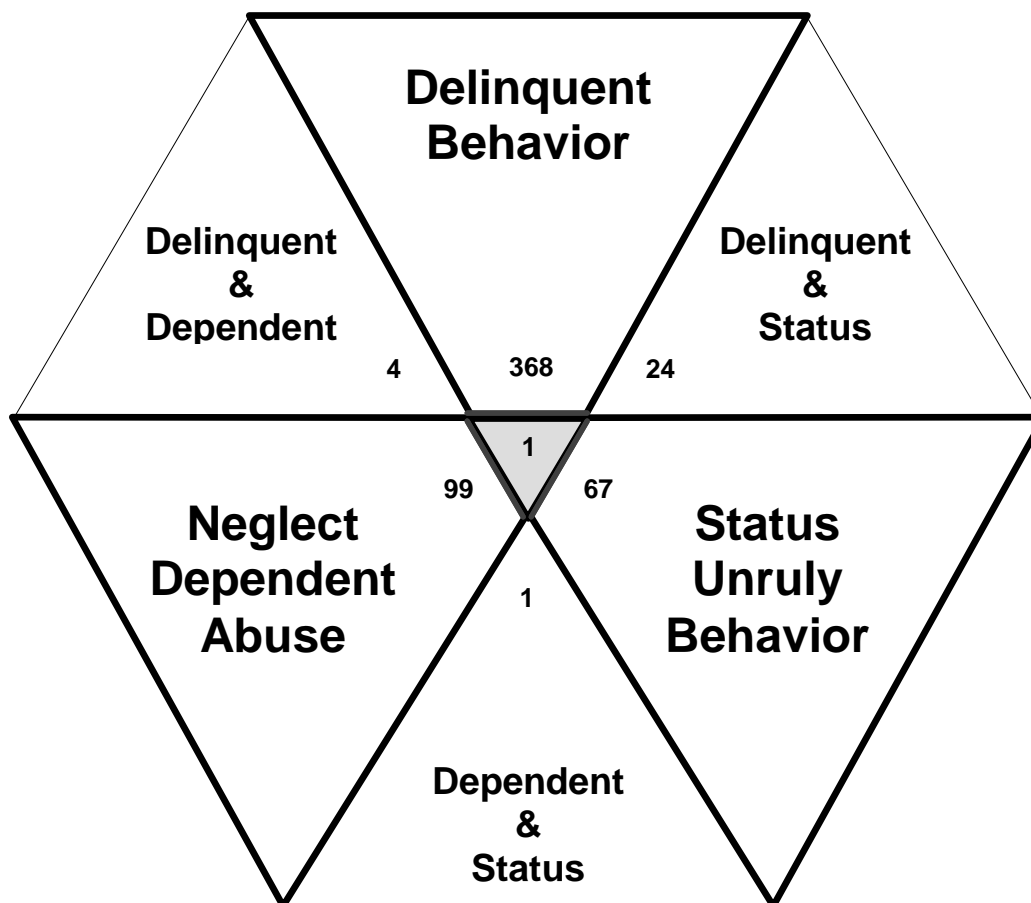 Delinquent
Behavior
Delinquent
&
Dependent
Delinquent
&
Status
4
368
24
1
99
67
Neglect
Dependent
Abuse
Status
Unruly
Behavior
1
Dependent
&
Status